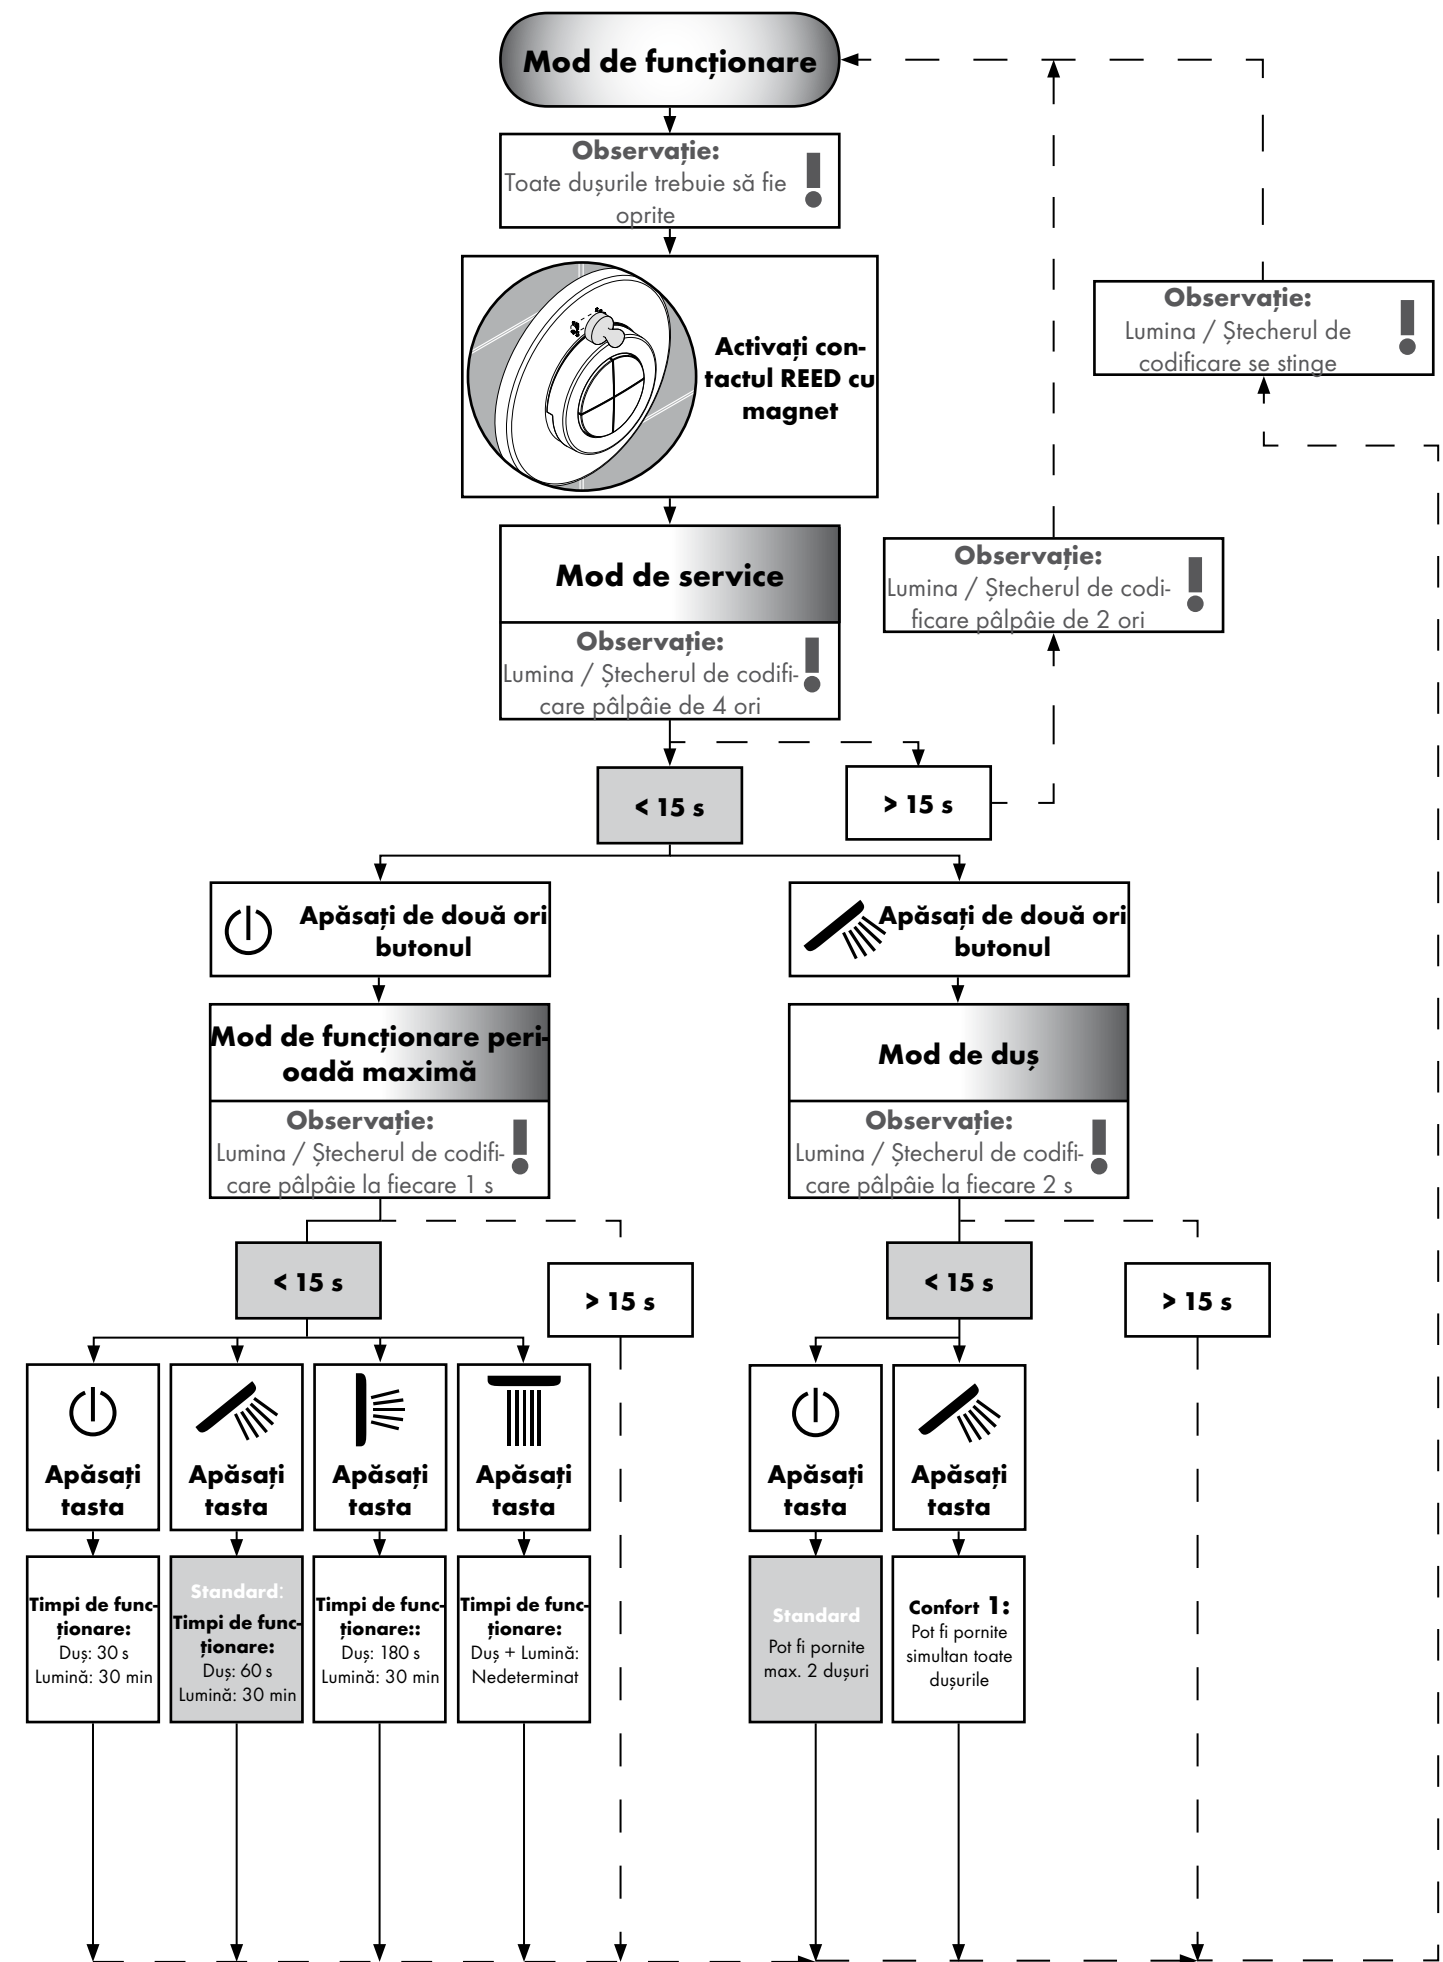 Mod de funcționare
Observație:
Toate dușurile trebuie să fie
oprite
Activați con-
tactul REED cu
magnet
Observație:
Lumina / Ștecherul de
codificare se stinge
Mod de service
Observație:
Lumina / Ștecherul de codifi-
care pâlpâie de 4 ori
Observație:
Lumina / Ștecherul de codi-
ficare pâlpâie de 2 ori
< 15 s
> 15 s
Apăsați de două ori
butonul
Apăsați de două ori
butonul
Mod de funcționare peri-
oadă maximă
Observație:
Lumina / Ștecherul de codifi-
care pâlpâie la fiecare 1 s
Mod de duș
Observație:
Lumina / Ștecherul de codifi-
care pâlpâie la fiecare 2 s
< 15 s
> 15 s
< 15 s
> 15 s
Apăsați
tasta
Apăsați
tasta
Apăsați
tasta
Apăsați
tasta
Apăsați
tasta
Apăsați
tasta
Timpi de func-
ționare:
Duș: 30 s
Lumină: 30 min
Standard:
Timpi de func-
ționare:
Duș: 60 s
Lumină: 30 min
Timpi de func-
ționare::
Duș: 180 s
Lumină: 30 min
Timpi de func-
ționare:
Duș + Lumină:
Nedeterminat
Standard
Pot fi pornite
max. 2 dușuri
Confort 1:
Pot fi pornite
simultan toate
dușurile